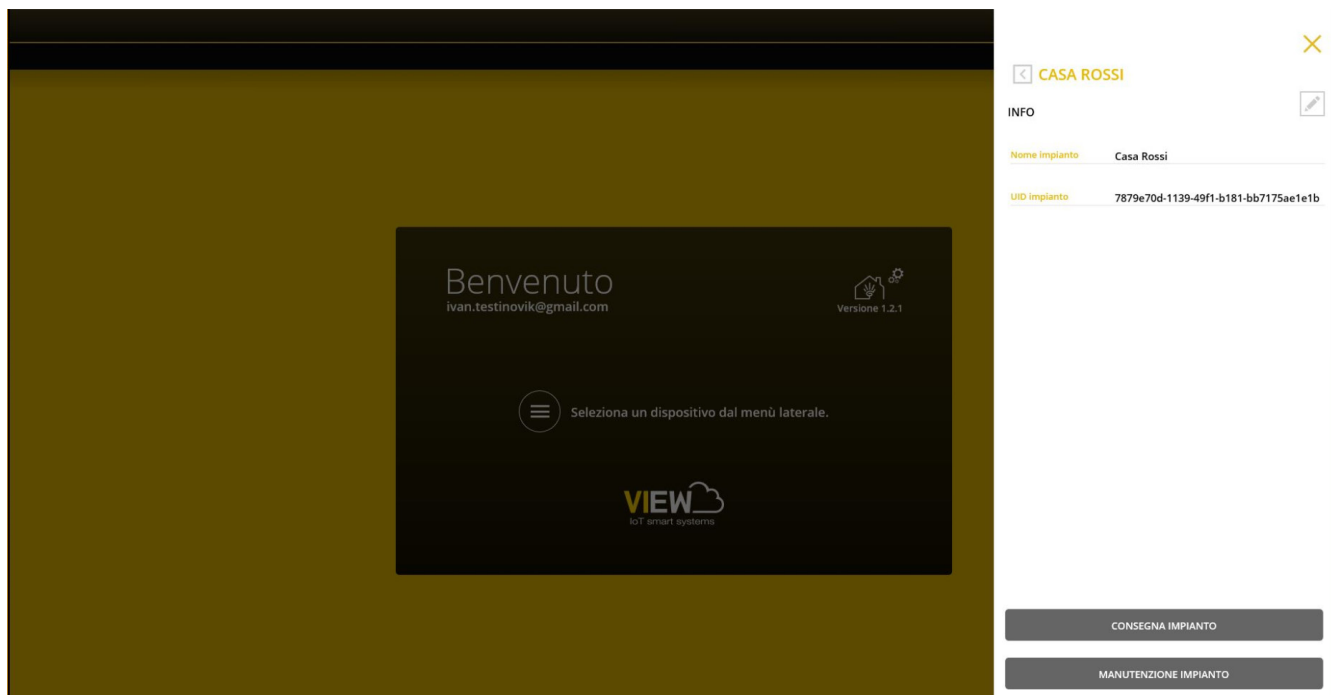 CASA ROSSI
INFO
Nome impianto Casa Rossi
UID impianto 7879e70d-1139-49f1-b181-bb7175ae1e1b
Benvenuto
ivan.testinovik@gmail.com
Versione 1.2.1
Seleziona un dispositivo dal menù laterale.
VIEW
IoT smart systems
CONSEGNA IMPIANTO
MANUTENZIONE IMPIANTO